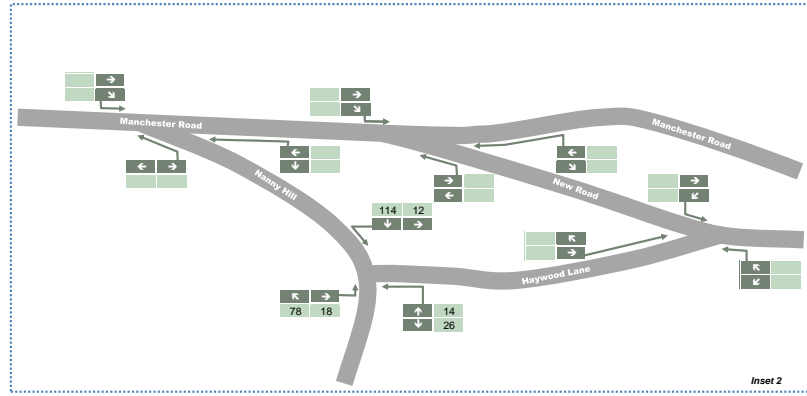 Manchester Road
Manchester Road
Nanny Hill
New Road
114 12
Haywood Lane
78 18
14
26
Inset 2